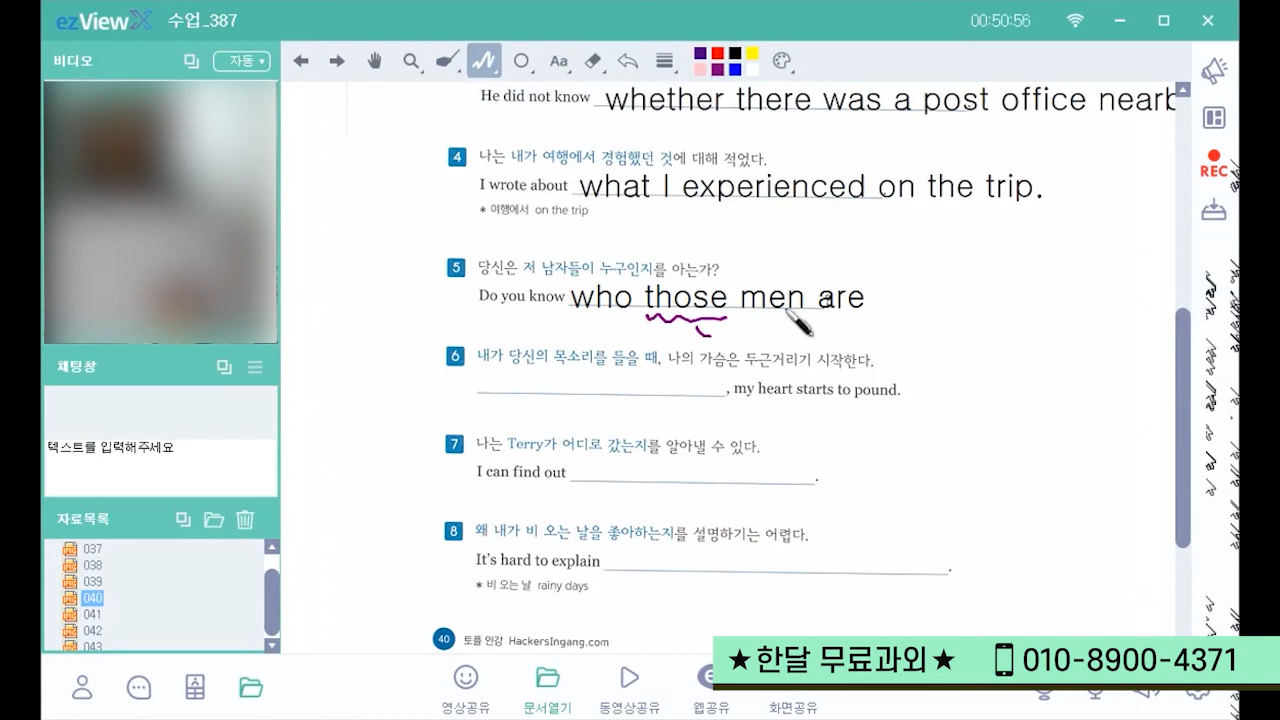 ezViewX 수업_387 00:50:56
비디오 자동
Aa
He did not know whether there was a post office nearb
4 나는 내가 여행에서 경험했던 것에 대해 적었다.
I wrote about what I experienced on the trip.
* 여행에서 on the trip
REC
5 당신은 저 남자들이 누구인지를 아는가?
Do you know who those men are
채팅창
6 내가 당신의 목소리를 들을 때, 나의 가슴은 두근거리기 시작한다.
, my heart starts to pound.
텍스트를 입력해주세요
7 나는 Terry가 어디로 갔는지를 알아낼 수 있다.
I can find out .
자료목록
8 왜 내가 비 오는 날을 좋아하는지를 설명하기는 어렵다.
It's hard to explain .
* 비 오는 날 rainy days
037
038
039
040
041
042
043
40 토플 인강 HackersIngang.com
★한달 무료과외★ 010-8900-4371
영상공유 문서열기 동영상공유 웹공유 화면공유